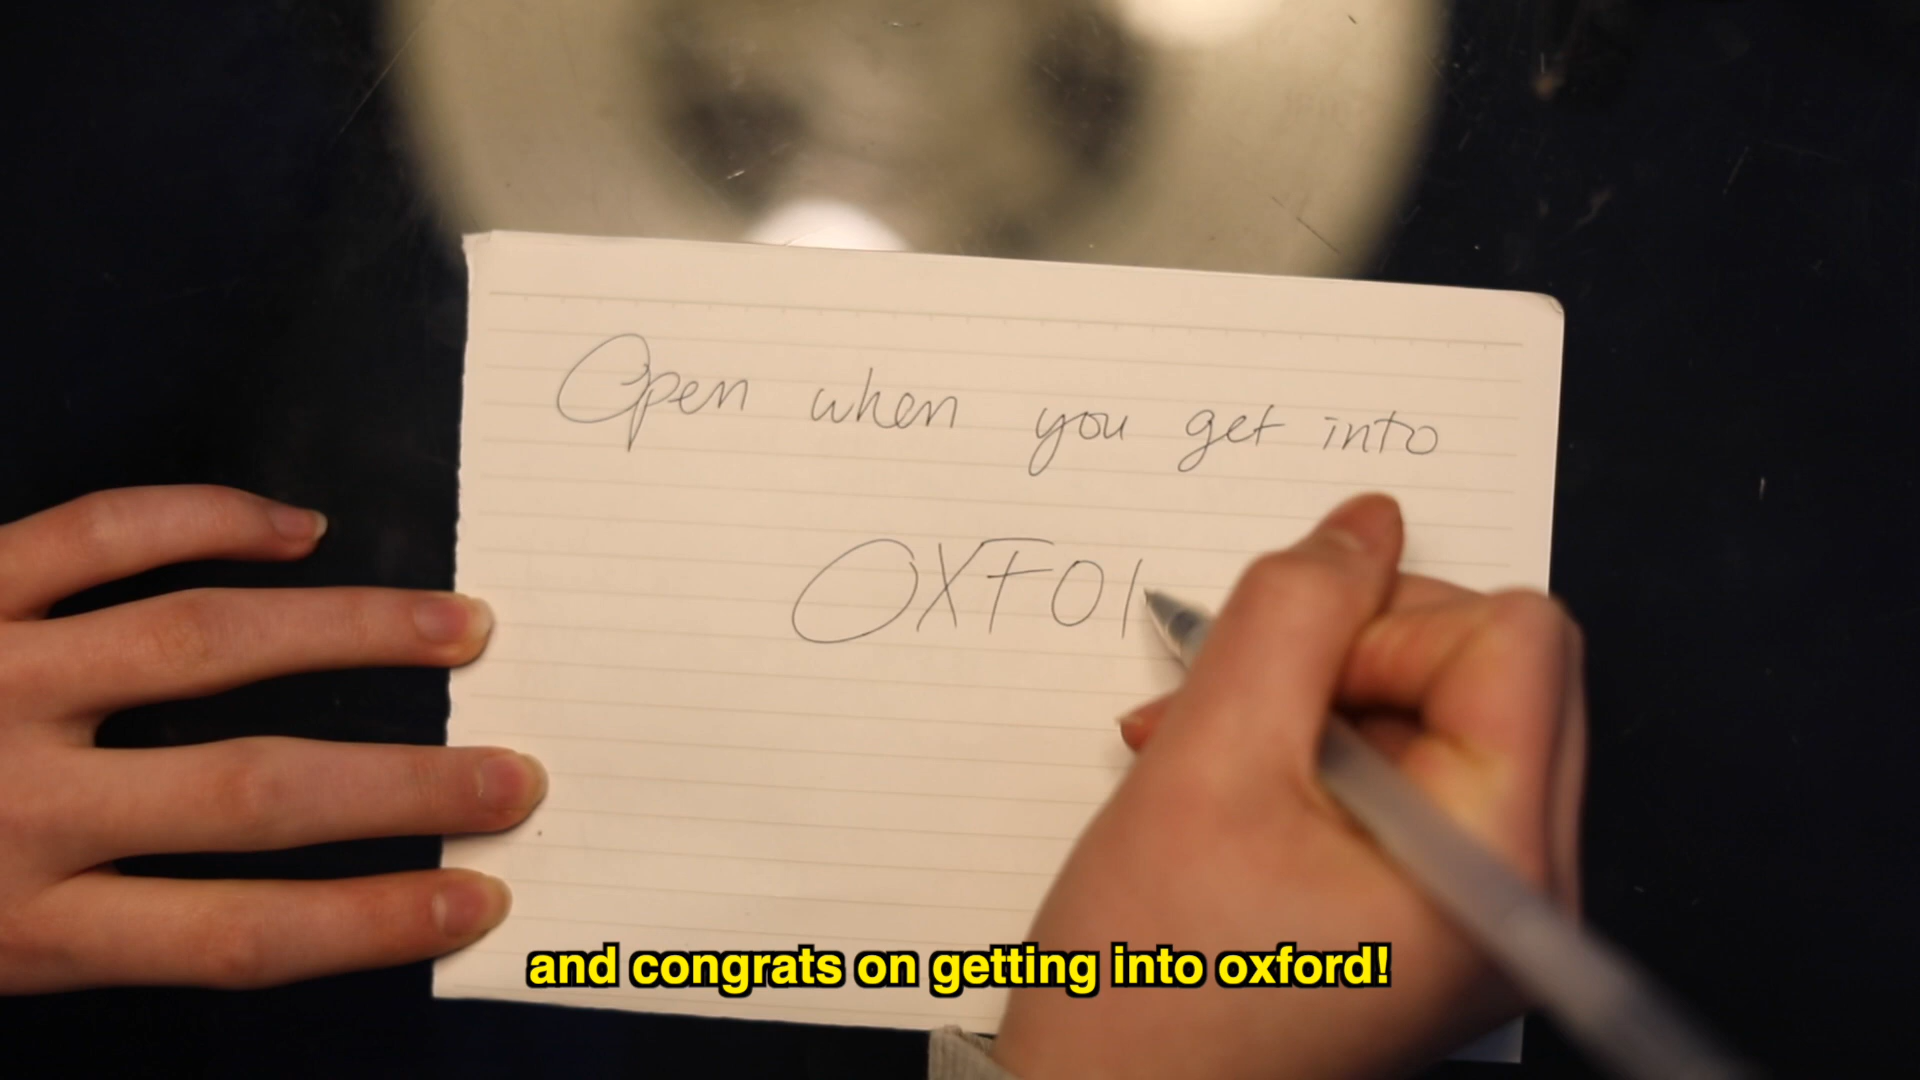 Open when you get into
OXFO
and congrats on getting into oxford!